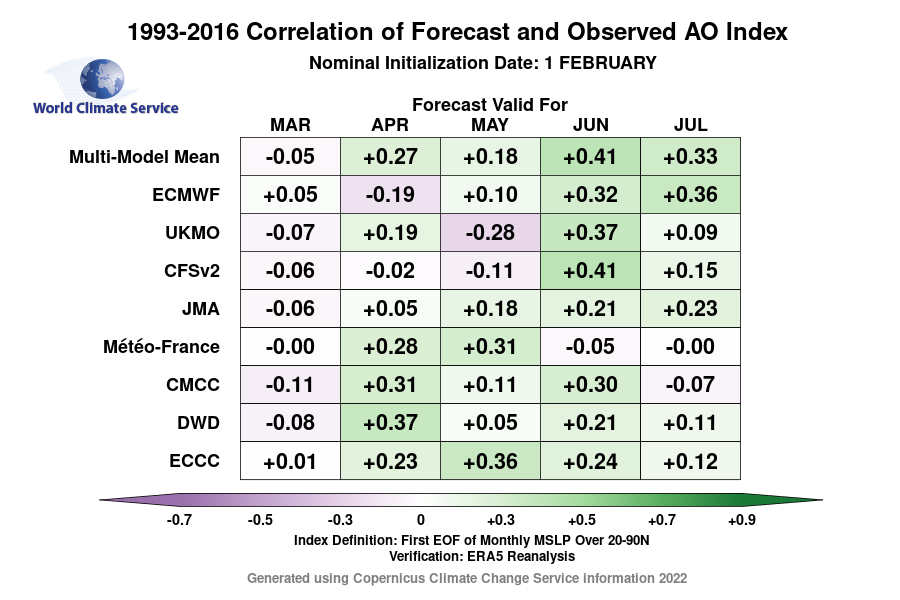 1993-2016 Correlation of Forecast and Observed AO Index
Nominal Initialization Date: 1 FEBRUARY
World Climate Service
Forecast Valid For
MAR APR MAY JUN JUL
Multi-Model Mean -0.05 +0.27 +0.18 +0.41 +0.33
ECMWF +0.05 -0.19 +0.10 +0.32 +0.36
UKMO -0.07 +0.19 -0.28 +0.37 +0.09
CFSv2 -0.06 -0.02 -0.11 +0.41 +0.15
JMA -0.06 +0.05 +0.18 +0.21 +0.23
Météo-France -0.00 +0.28 +0.31 -0.05 -0.00
CMCC -0.11 +0.31 +0.11 +0.30 -0.07
DWD -0.08 +0.37 +0.05 +0.21 +0.11
ECCC +0.01 +0.23 +0.36 +0.24 +0.12
-0.7 -0.5 -0.3 0 +0.3 +0.5 +0.7 +0.9
Index Definition: First EOF of Monthly MSLP Over 20-90N
Verification: ERA5 Reanalysis
Generated using Copernicus Climate Change Service information 2022